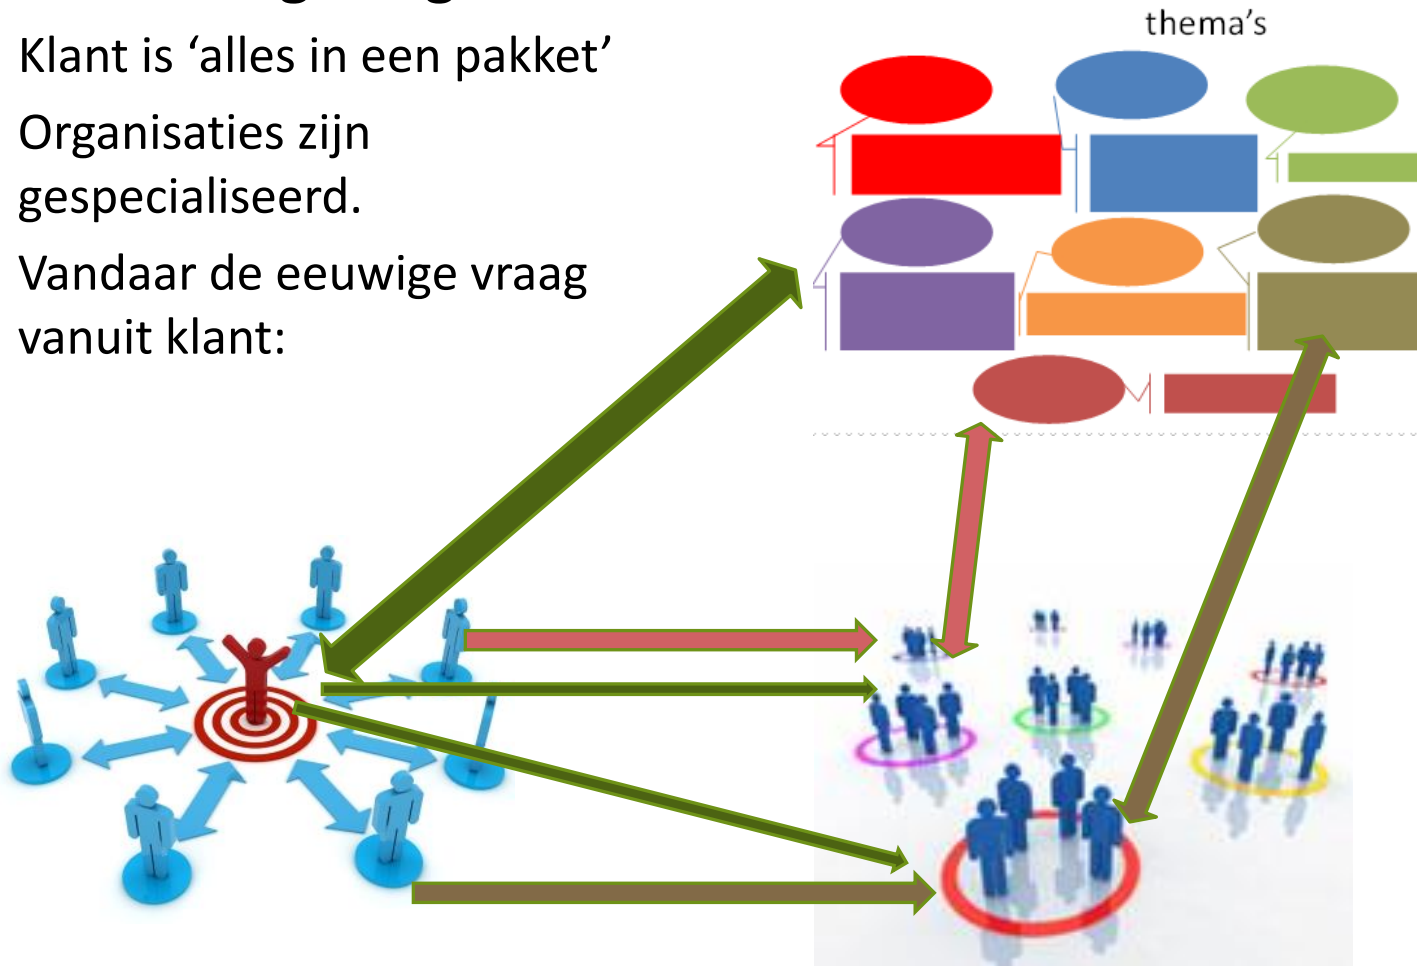 Klant is ‘alles in een pakket’
Organisaties zijn
gespecialiseerd.
Vandaar de eeuwige vraag
vanuit klant:
thema’s